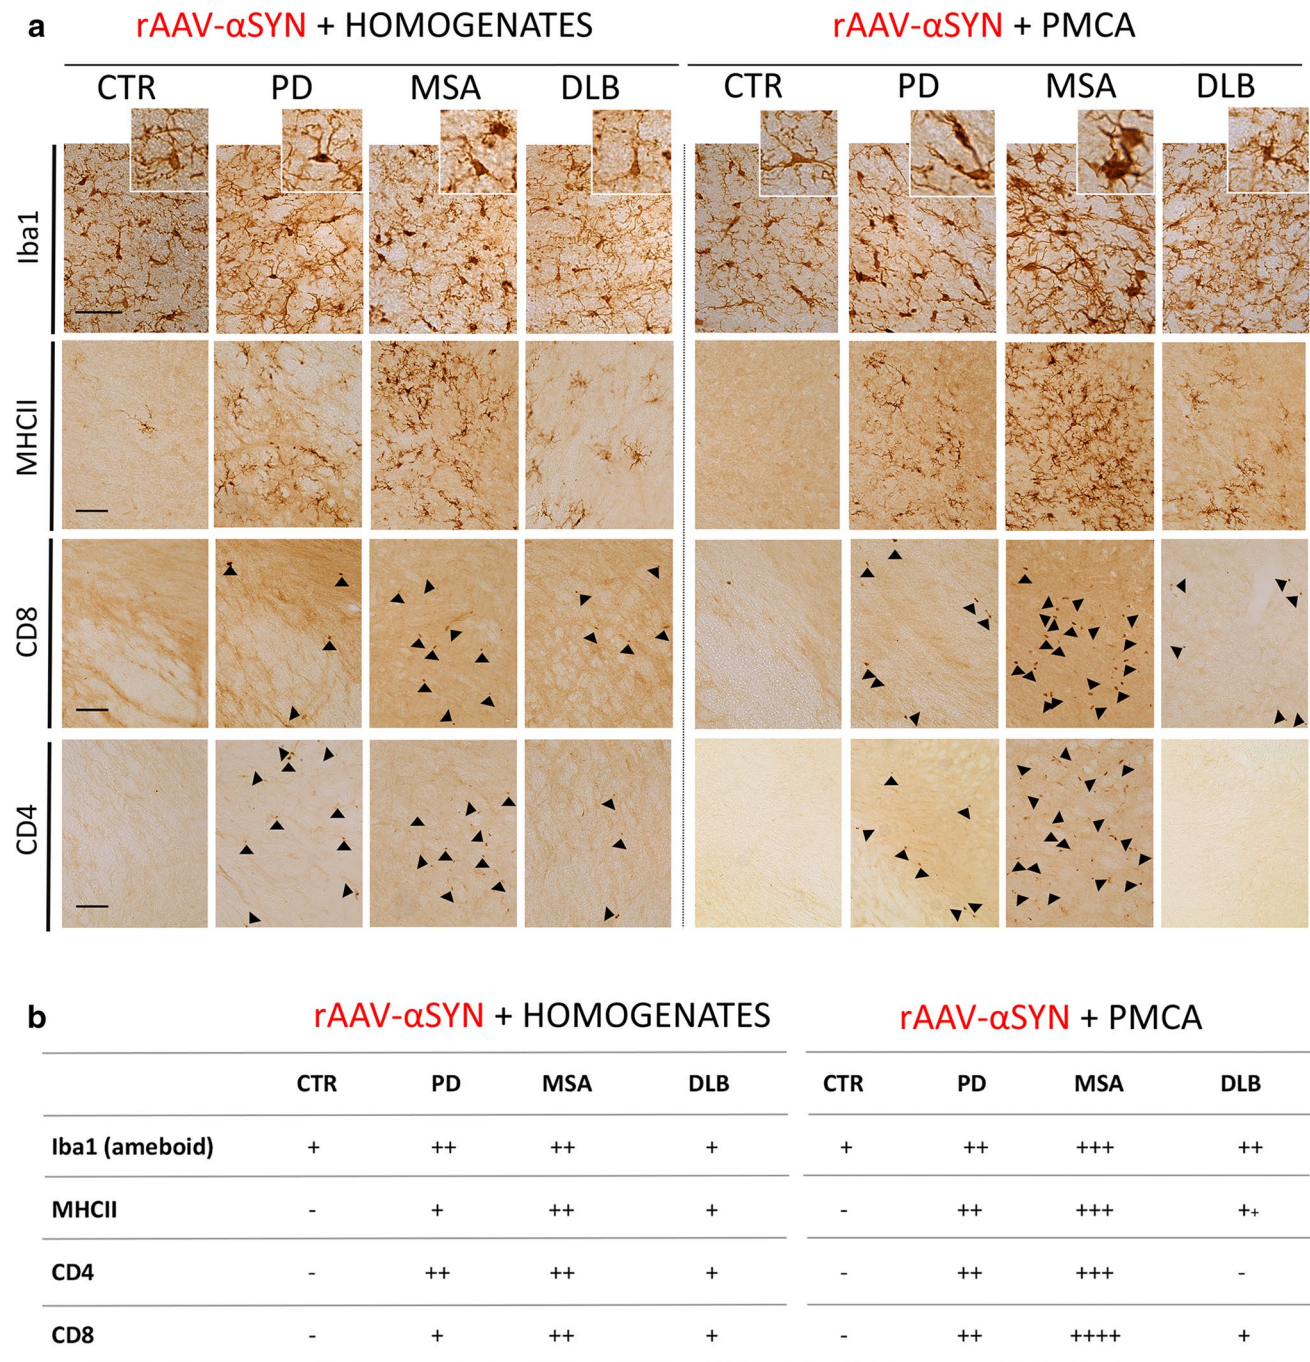 a
rAAV-αSYN + HOMOGENATES
rAAV-αSYN + PMCA
CTR PD MSA DLB CTR PD MSA DLB
Iba1
MHCII
CD8
CD4
b
rAAV-αSYN + HOMOGENATES
rAAV-αSYN + PMCA
CTR PD MSA DLB CTR PD MSA DLB
Iba1 (ameboid) + ++ ++ + + ++ +++ ++
MHCII - + ++ + - ++ +++ ++
CD4 - ++ ++ + - ++ +++ -
CD8 - + ++ + - ++ ++++ +